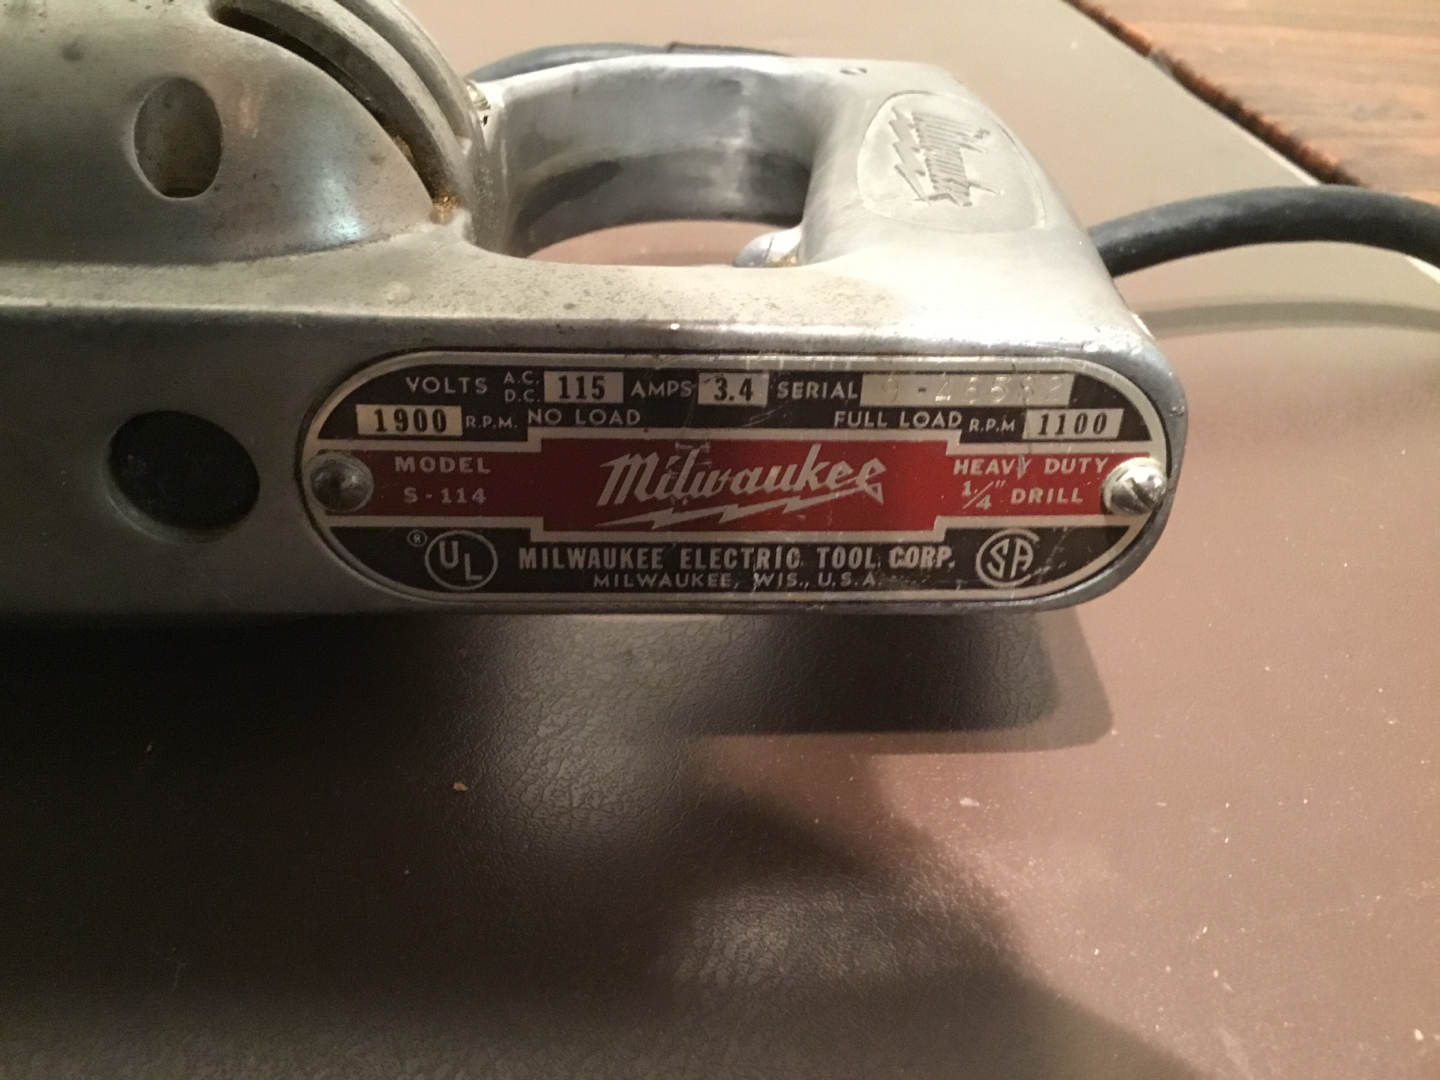 Milwaukee
VOLTS A.C. D.C. 115 AMPS 3.4 SERIAL
1900 R.P.M. NO LOAD FULL LOAD R.P.M 1100
MODEL S-114 Milwaukee HEAVY DUTY 1/4" DRILL
® UL MILWAUKEE ELECTRIC TOOL CORP. SA
MILWAUKEE, WIS., U.S.A.